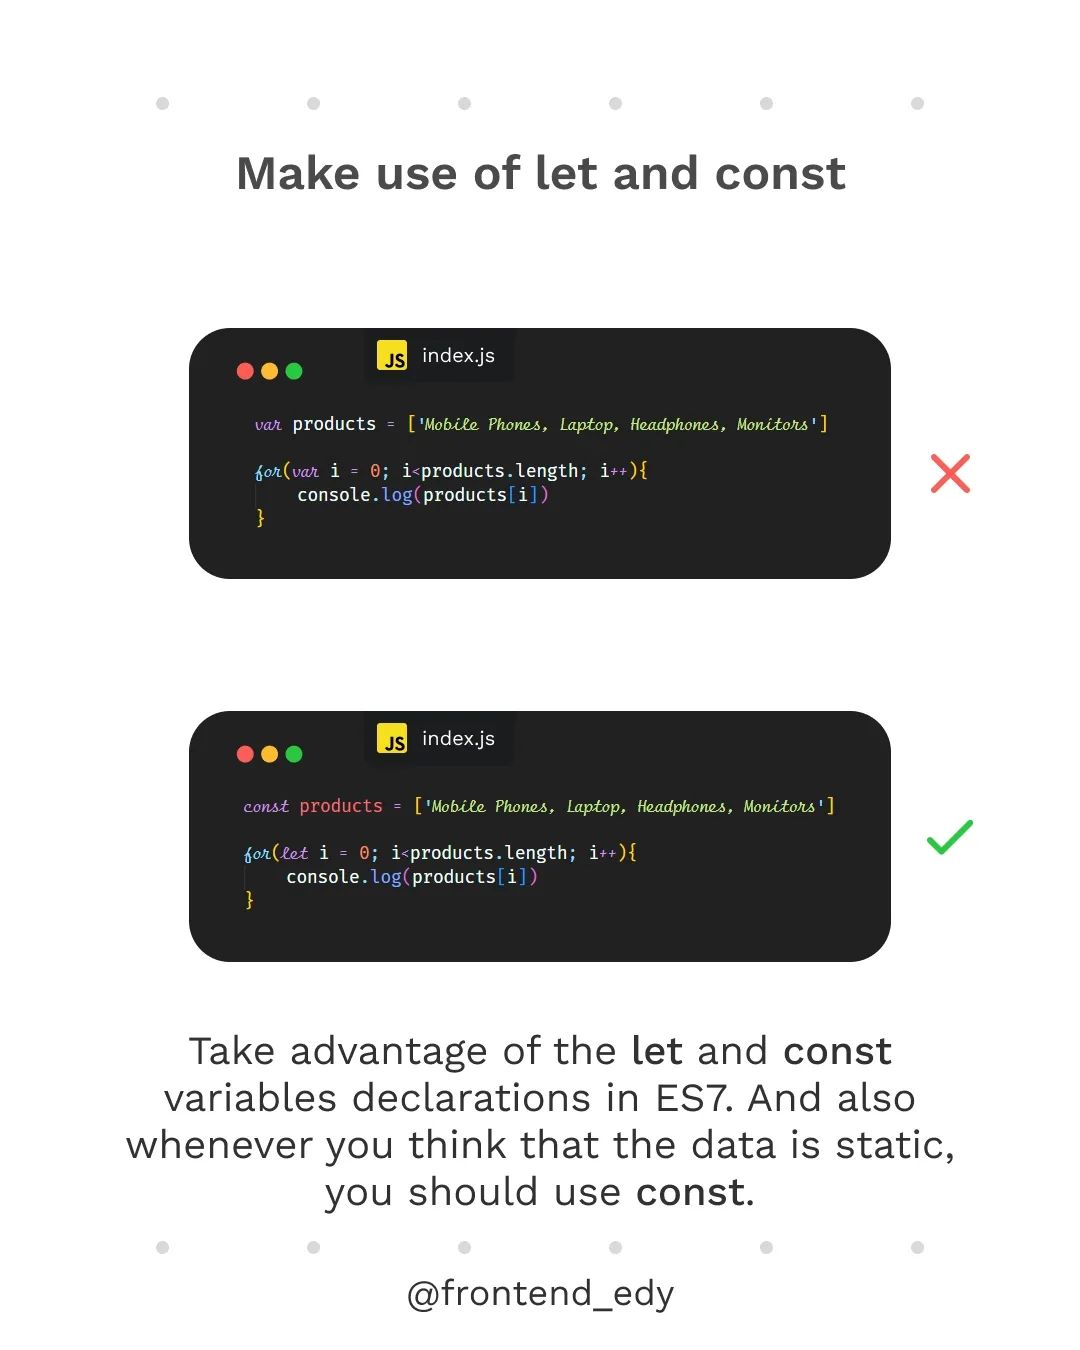 Make use of let and const
JS index.js
var products = ['Mobile Phones, Laptop, Headphones, Monitors']
for(var i = 0; i<products.length; i++){
console.log(products[i])
}
JS index.js
const products = ['Mobile Phones, Laptop, Headphones, Monitors']
for(let i = 0; i<products.length; i++){
console.log(products[i])
}
Take advantage of the let and const
variables declarations in ES7. And also
whenever you think that the data is static,
you should use const.
@frontend_edy